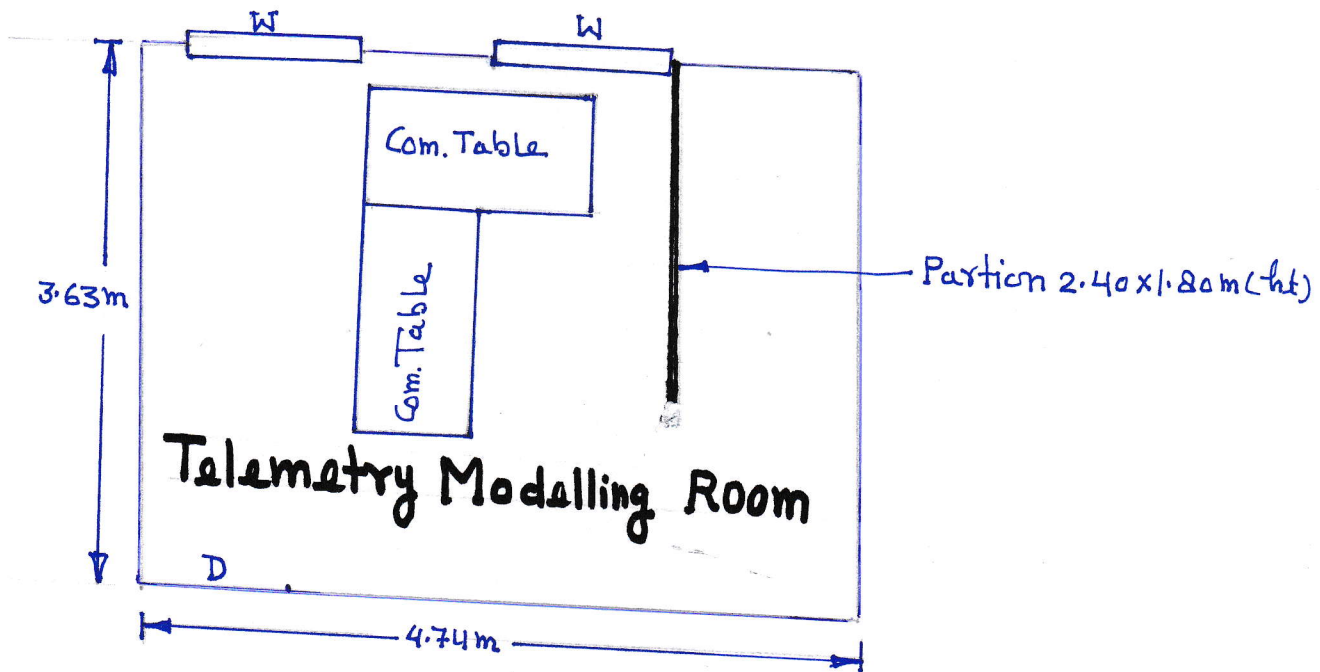 W
W
Com. Table
3.63m
Partion 2.40x1.80m(ht)
Com. Table
Telemetry Modelling Room
D
4.74m